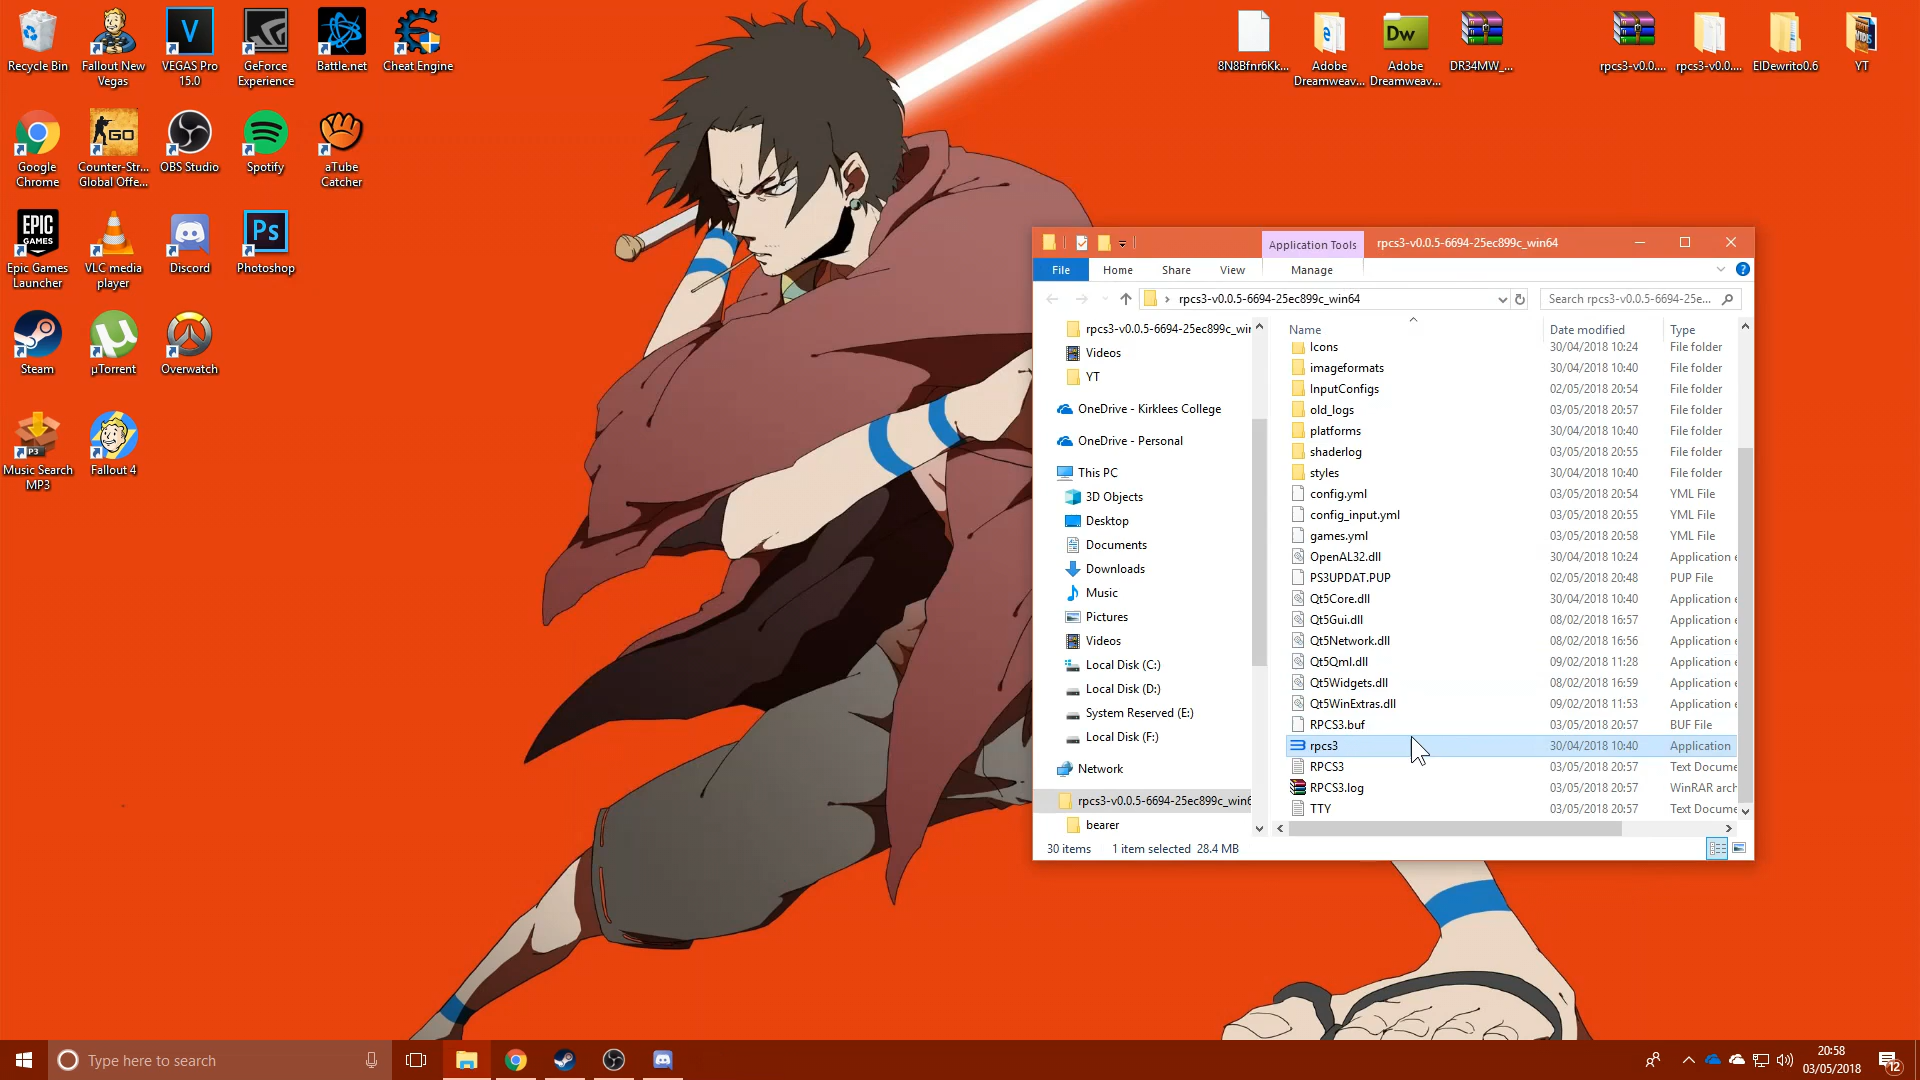 Recycle Bin
Fallout New
Vegas
VEGAS Pro
15.0
GeForce
Experience
Battle.net
Cheat Engine
Google
Chrome
Counter-Str...
Global Offe...
OBS Studio
Spotify
aTube
Catcher
EPIC
GAMES
Epic Games
Launcher
VLC media
player
Discord
Ps
Photoshop
Steam
µTorrent
Overwatch
P3
Music Search
MP3
Fallout 4
8N8Bfnr6Kk...
Adobe
Dreamweav...
Dw
Adobe
Dreamweav...
DR34MW_...
rpcs3-v0.0....
rpcs3-v0.0....
ElDewrito0.6
YT
Application Tools
rpcs3-v0.0.5-6694-25ec899c_win64
File
Home
Share
View
Manage
rpcs3-v0.0.5-6694-25ec899c_win64
Search rpcs3-v0.0.5-6694-25e...
rpcs3-v0.0.5-6694-25ec899c_wir
Videos
YT
OneDrive - Kirklees College
OneDrive - Personal
This PC
3D Objects
Desktop
Documents
Downloads
Music
Pictures
Videos
Local Disk (C:)
Local Disk (D:)
System Reserved (E:)
Local Disk (F:)
Network
rpcs3-v0.0.5-6694-25ec899c_win6
bearer
Name Date modified Type
Icons 30/04/2018 10:24 File folder
imageformats 30/04/2018 10:40 File folder
InputConfigs 02/05/2018 20:54 File folder
old_logs 03/05/2018 20:57 File folder
platforms 30/04/2018 10:40 File folder
shaderlog 03/05/2018 20:55 File folder
styles 30/04/2018 10:40 File folder
config.yml 03/05/2018 20:54 YML File
config_input.yml 03/05/2018 20:55 YML File
games.yml 03/05/2018 20:58 YML File
OpenAL32.dll 30/04/2018 10:24 Application e
PS3UPDAT.PUP 02/05/2018 20:48 PUP File
Qt5Core.dll 30/04/2018 10:40 Application e
Qt5Gui.dll 08/02/2018 16:57 Application e
Qt5Network.dll 08/02/2018 16:56 Application e
Qt5Qml.dll 09/02/2018 11:28 Application e
Qt5Widgets.dll 08/02/2018 16:59 Application e
Qt5WinExtras.dll 09/02/2018 11:53 Application e
RPCS3.buf 03/05/2018 20:57 BUF File
rpcs3 30/04/2018 10:40 Application
RPCS3 03/05/2018 20:57 Text Docume
RPCS3.log 03/05/2018 20:57 WinRAR arch
TTY 03/05/2018 20:57 Text Docume
30 items 1 item selected 28.4 MB
Type here to search
20:58
03/05/2018
12